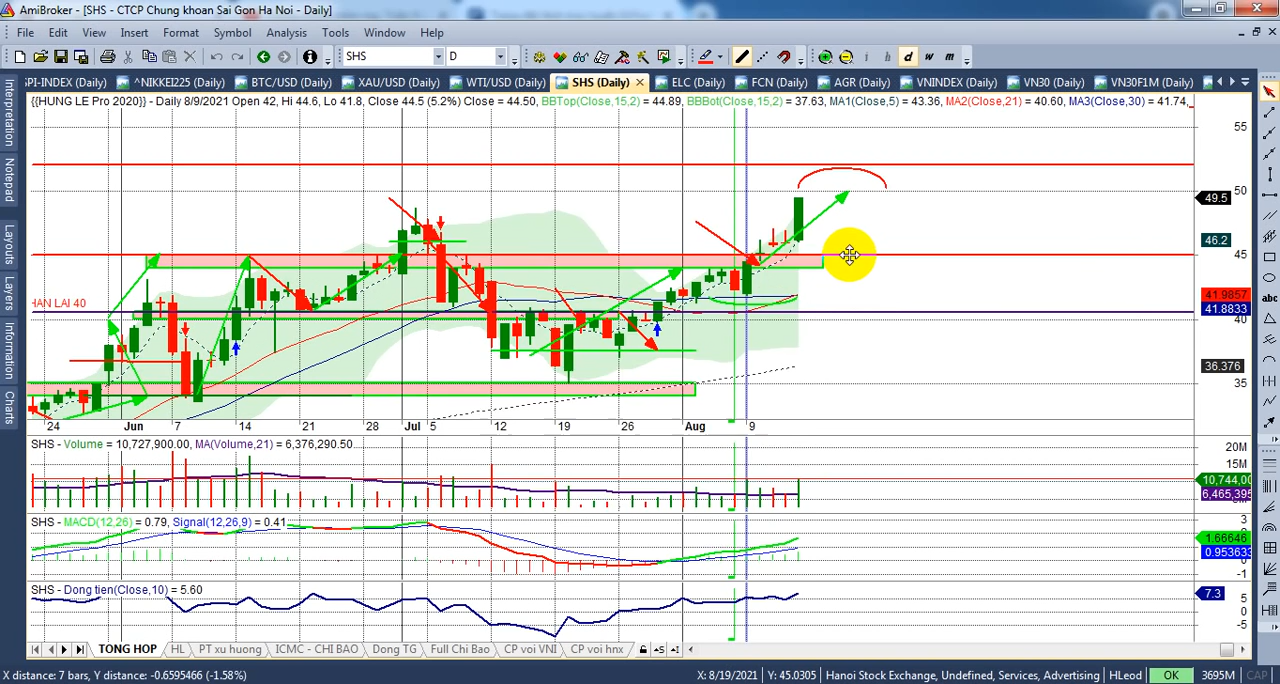 AmiBroker - [SHS - CTCP Chung khoan Sai Gon Ha Noi - Daily]
File Edit View Insert Format Symbol Analysis Tools Window Help
SHS D d w m
^NIKKEI225 (Daily) BTC/USD (Daily) XAU/USD (Daily) WTI/USD (Daily) SHS (Daily) ELC (Daily) FCN (Daily) AGR (Daily) VNINDEX (Daily) VN30 (Daily) VN30F1M (Daily)
{{HUNG LE Pro 2020}} - Daily 8/9/2021 Open 42, Hi 44.6, Lo 41.8, Close 44.5 (5.2%) Close = 44.50, BBTop(Close,15,2) = 44.89, BBBot(Close,15,2) = 37.63, MA1(Close,5) = 43.36, MA2(Close,21) = 40.60, MA3(Close,30) = 41.74,
Interpretation
Notepad
Layouts
Layers
Information
Charts
abc
55
50
49.5
46.2
45
41.9857
41.8833
40
36.376
35
HAN LAI 40
24 Jun 7 14 21 28 Jul 5 12 19 26 Aug 9
SHS - Volume = 10,727,900.00, MA(Volume,21) = 6,376,290.50
20M
15M
10,744,00
6,465,395
SHS - MACD(12,26) = 0.79, Signal(12,26,9) = 0.41
3
2
1.66646
0.953633
-1
SHS - Dong tien(Close,10) = 5.60
7.3
5
0
-5
TONG HOP HL PT xu huong ICMC - CHI BAO Dong TG Full Chi Bao CP voi VNI CP voi hnx
X distance: 7 bars, Y distance: -0.6595466 (-1.58%) X: 8/19/2021 Y: 45.0305 Hanoi Stock Exchange, Undefined, Services, Advertising HLeod OK 3695M CAP